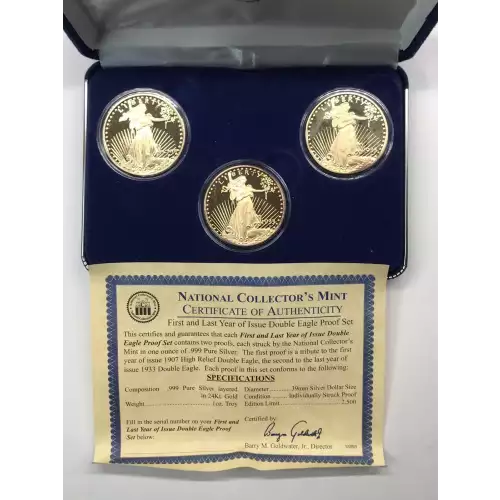 LIBERTY
LIBERTY
LIBERTY
NATIONAL COLLECTOR'S MINT
CERTIFICATE OF AUTHENTICITY
First and Last Year of Issue Double Eagle Proof Set
This certifies and guarantees that each First and Last Year of Issue Double
Eagle Proof Set contains two proofs, each struck by the National Collector's
Mint in one ounce of .999 Pure Silver. The first proof is a tribute to the first
year of issue 1907 High Relief Double Eagle, the second to the last year of
issue 1933 Double Eagle. Each proof in this set conforms to the following:
SPECIFICATIONS
Composition .999 Pure Silver layered in 24Kt. Gold
Diameter 39mm Silver Dollar Size
Condition Individually Struck Proof
Weight 1oz. Troy
Edition Limit 2,500
Fill in the serial number on your First and
Last Year of Issue Double Eagle Proof
Set below:
Certified by:
Barry M. Goldwater, Jr., Director